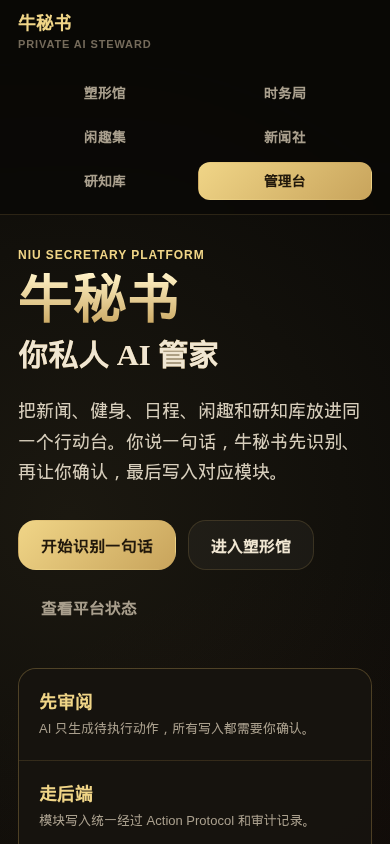 牛秘书
PRIVATE AI STEWARD
塑形馆 时务局
闲趣集 新闻社
研知库 管理台
NIU SECRETARY PLATFORM
牛秘书
你私人 AI 管家
把新闻、健身、日程、闲趣和研知库放进同
一个行动台。你说一句话，牛秘书先识别、
再让你确认，最后写入对应模块。
开始识别一句话 进入塑形馆
查看平台状态
先审阅
AI 只生成待执行动作，所有写入都需要你确认。
走后端
模块写入统一经过 Action Protocol 和审计记录。